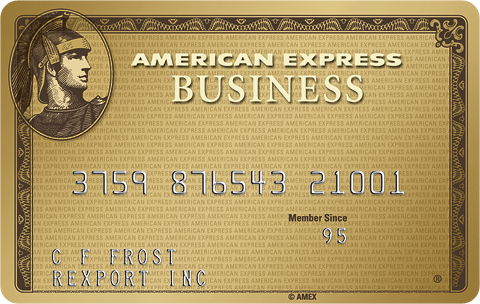 AMERICAN EXPRESS
BUSINESS
3759 876543 21001
Member Since
95
C F FROST
REXPORT INC
®
© AMEX